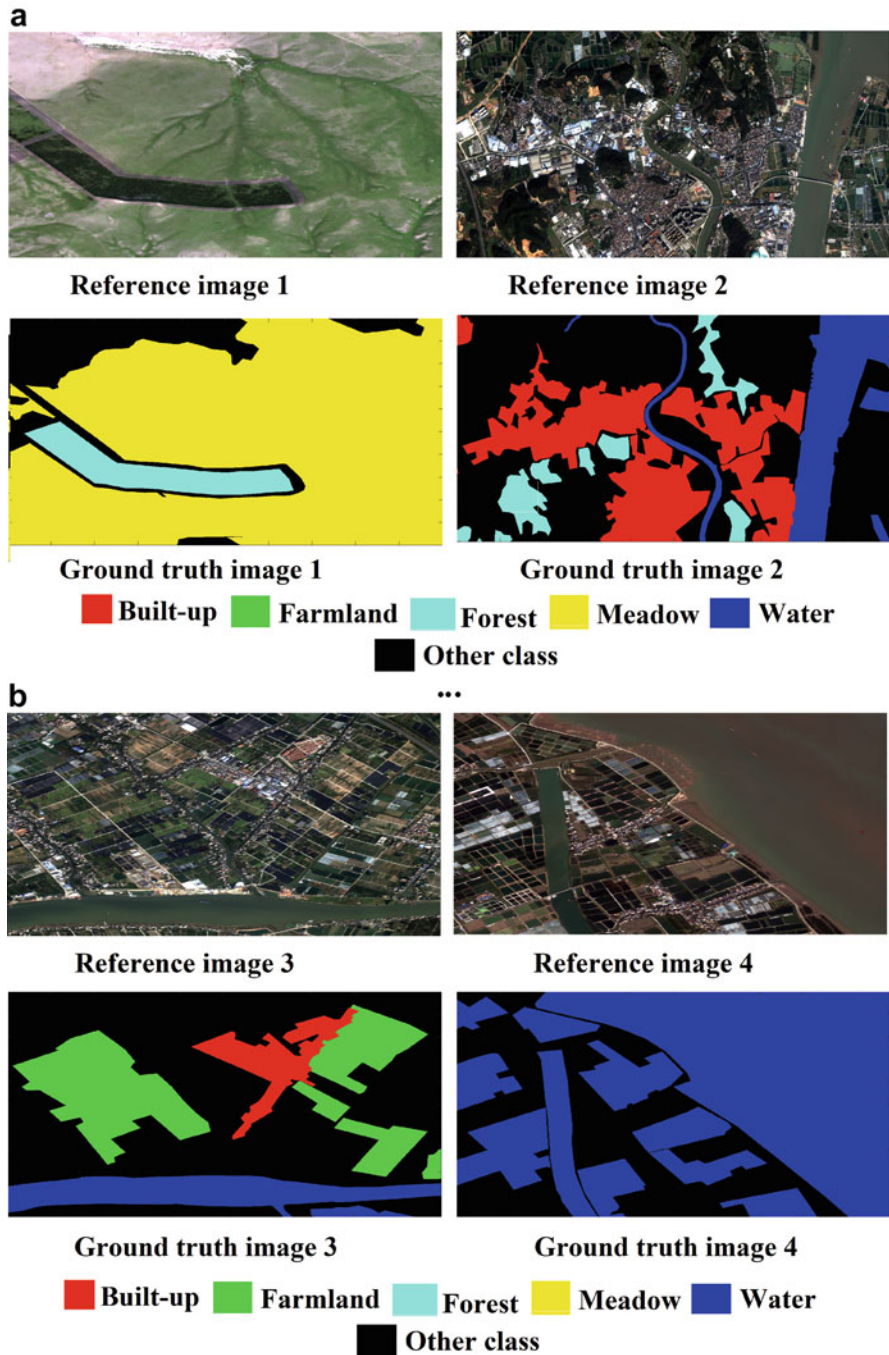 a
Reference image 1 Reference image 2
Ground truth image 1 Ground truth image 2
Built-up Farmland Forest Meadow Water
Other class
...
b
Reference image 3 Reference image 4
Ground truth image 3 Ground truth image 4
Built-up Farmland Forest Meadow Water
Other class